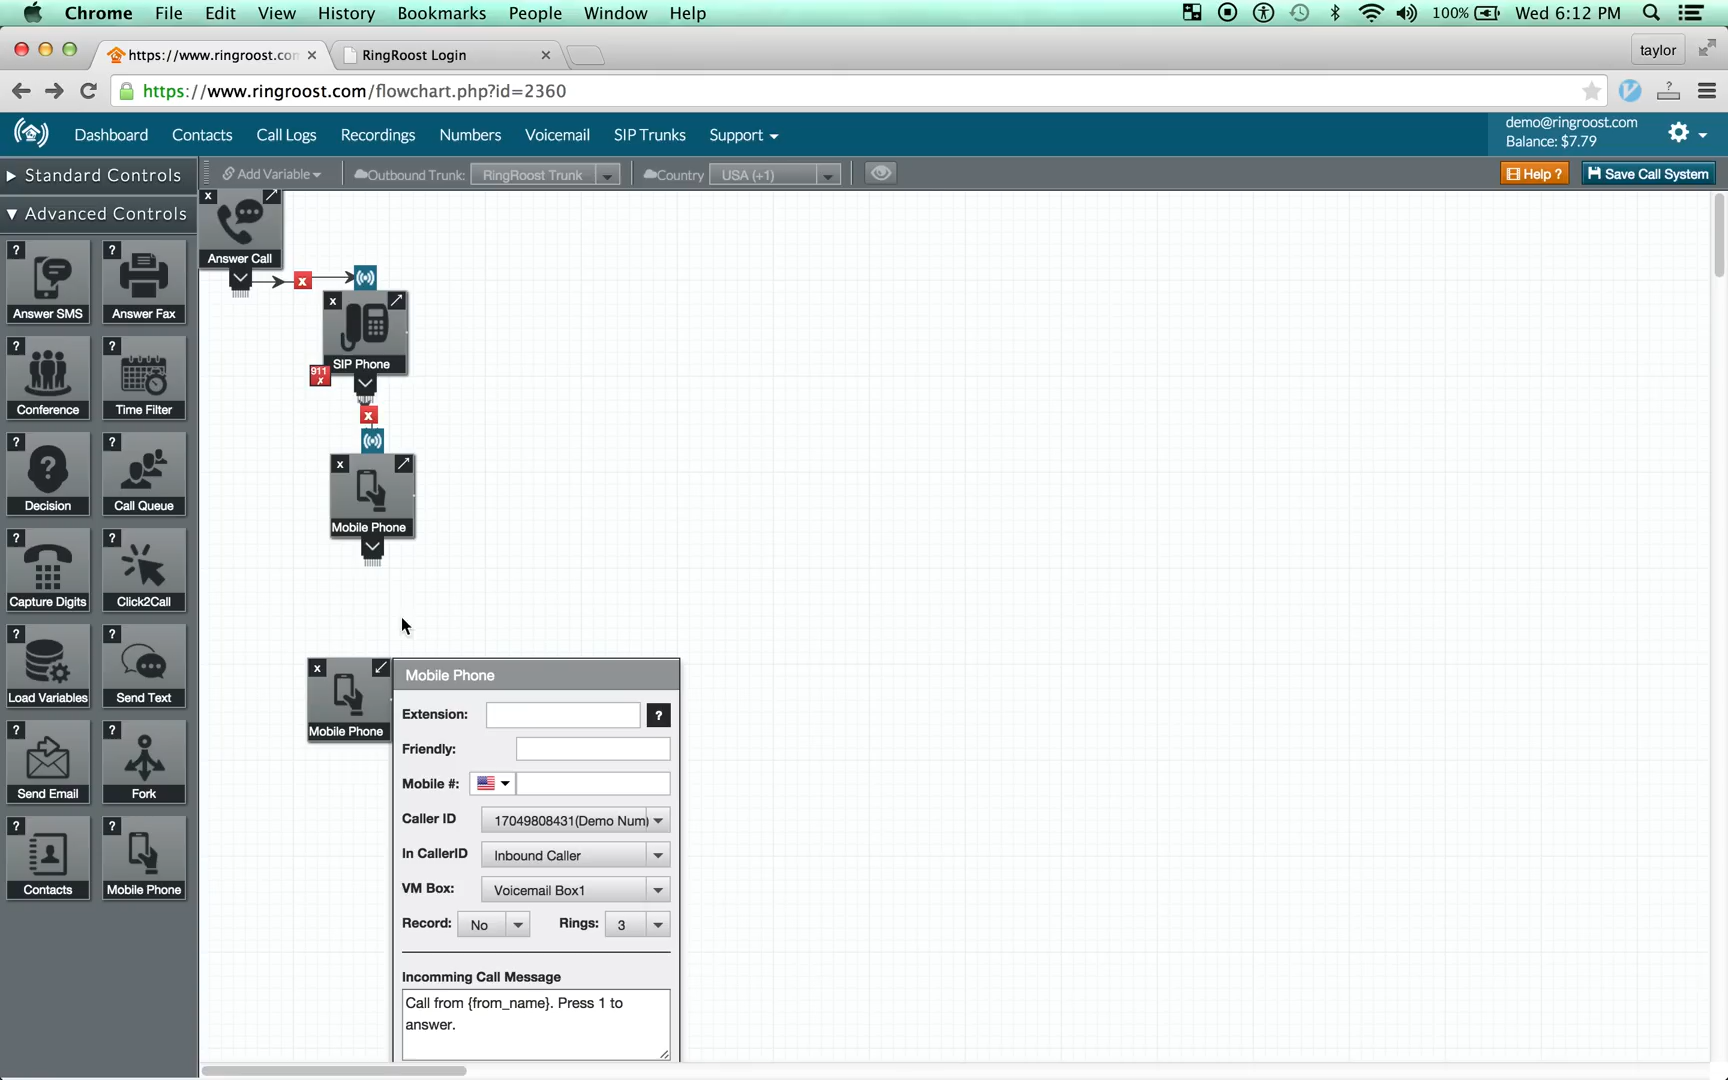 Chrome File Edit View History Bookmarks People Window Help 100% Wed 6:12 PM
https://www.ringroost.con RingRoost Login taylor
https://www.ringroost.com/flowchart.php?id=2360
Dashboard Contacts Call Logs Recordings Numbers Voicemail SIP Trunks Support
demo@ringroost.com
Balance: $7.79
Standard Controls
Add Variable Outbound Trunk: RingRoost Trunk Country USA (+1) Help ? Save Call System
Advanced Controls
? ?
Answer SMS Answer Fax
? ?
Conference Time Filter
? ?
Decision Call Queue
? ?
Capture Digits Click2Call
? ?
Load Variables Send Text
? ?
Send Email Fork
? ?
Contacts Mobile Phone
x
Answer Call
x
x
SIP Phone
911
x
x
x
Mobile Phone
x
Mobile Phone
Mobile Phone
Extension: ?
Friendly:
Mobile #:
Caller ID 17049808431(Demo Num)
In CallerID Inbound Caller
VM Box: Voicemail Box1
Record: No Rings: 3
Incomming Call Message
Call from {from_name}. Press 1 to
answer.